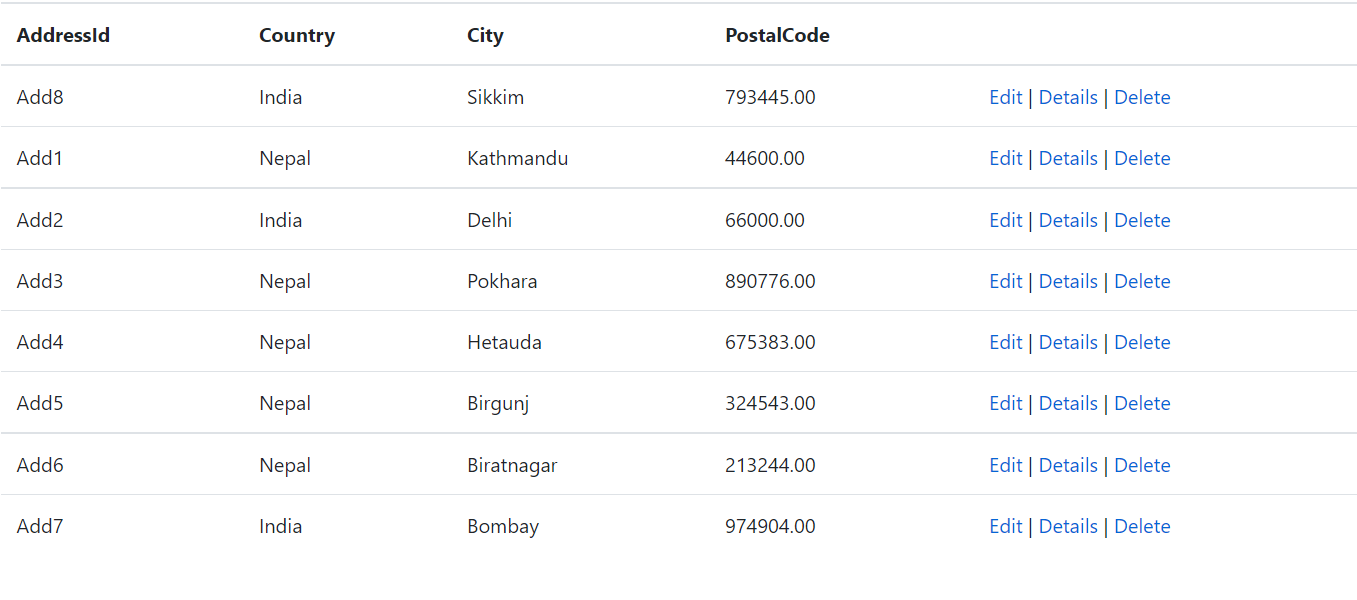 AddressId Country City PostalCode
Add8 India Sikkim 793445.00 Edit | Details | Delete
Add1 Nepal Kathmandu 44600.00 Edit | Details | Delete
Add2 India Delhi 66000.00 Edit | Details | Delete
Add3 Nepal Pokhara 890776.00 Edit | Details | Delete
Add4 Nepal Hetauda 675383.00 Edit | Details | Delete
Add5 Nepal Birgunj 324543.00 Edit | Details | Delete
Add6 Nepal Biratnagar 213244.00 Edit | Details | Delete
Add7 India Bombay 974904.00 Edit | Details | Delete